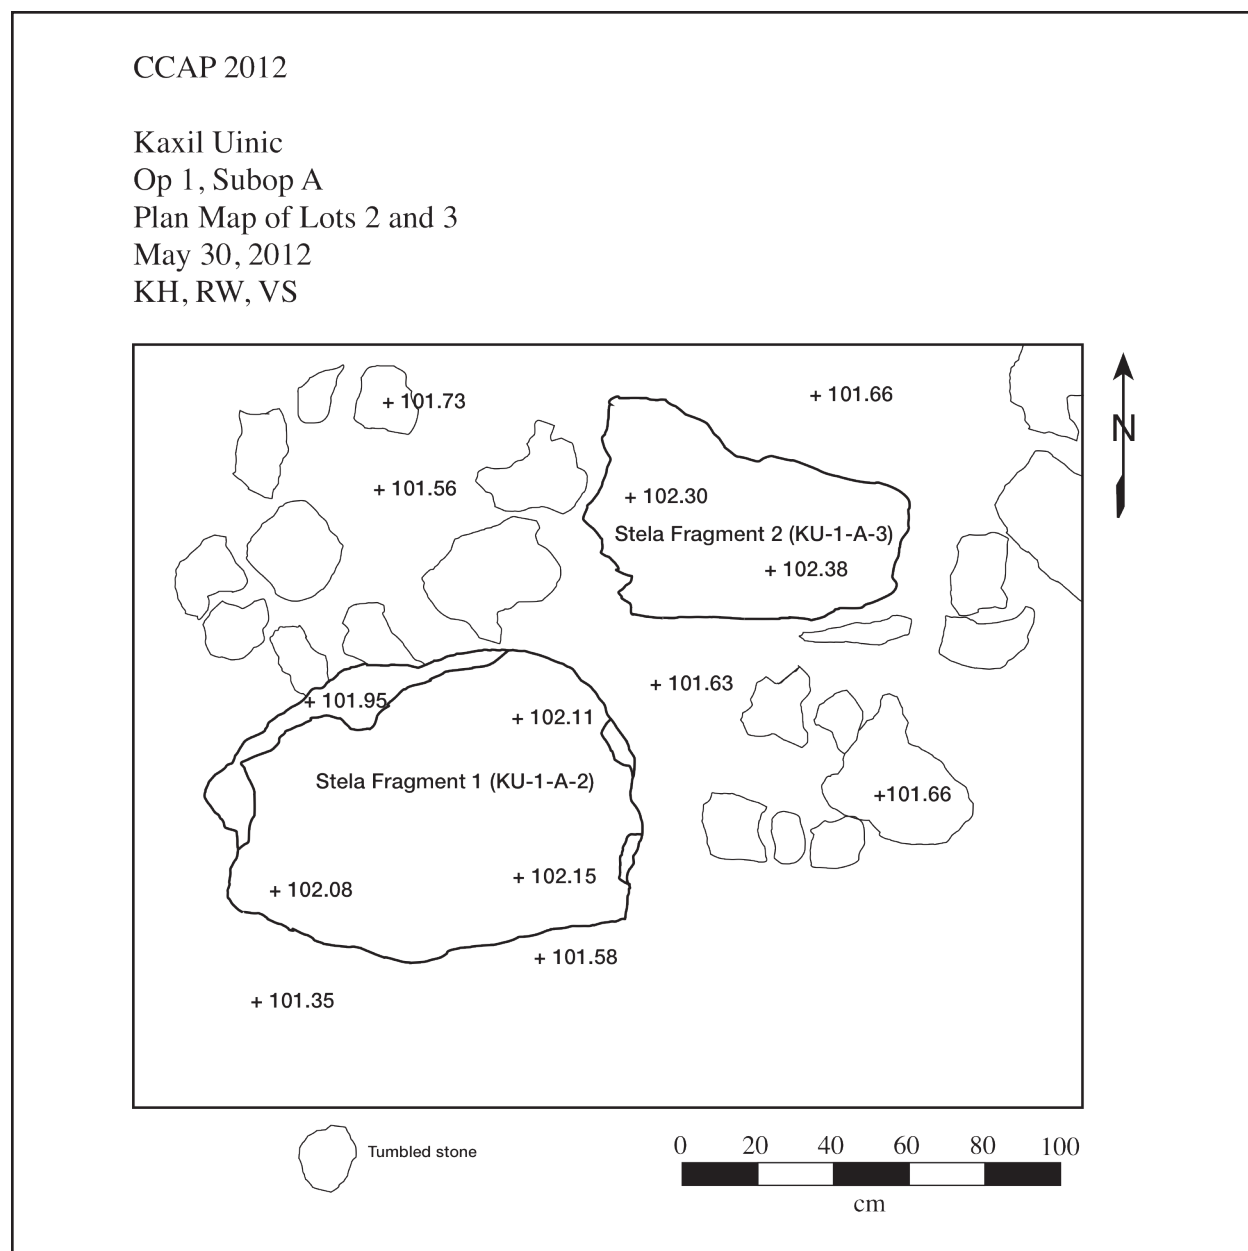 CCAP 2012
Kaxil Uinic
Op 1, Subop A
Plan Map of Lots 2 and 3
May 30, 2012
KH, RW, VS
+ 101.73
+ 101.66
N
+ 101.56
+ 102.30
Stela Fragment 2 (KU-1-A-3)
+ 102.38
+ 101.63
+ 101.95
+ 102.11
Stela Fragment 1 (KU-1-A-2)
+101.66
+ 102.08
+ 102.15
+ 101.58
+ 101.35
Tumbled stone
0 20 40 60 80 100
cm